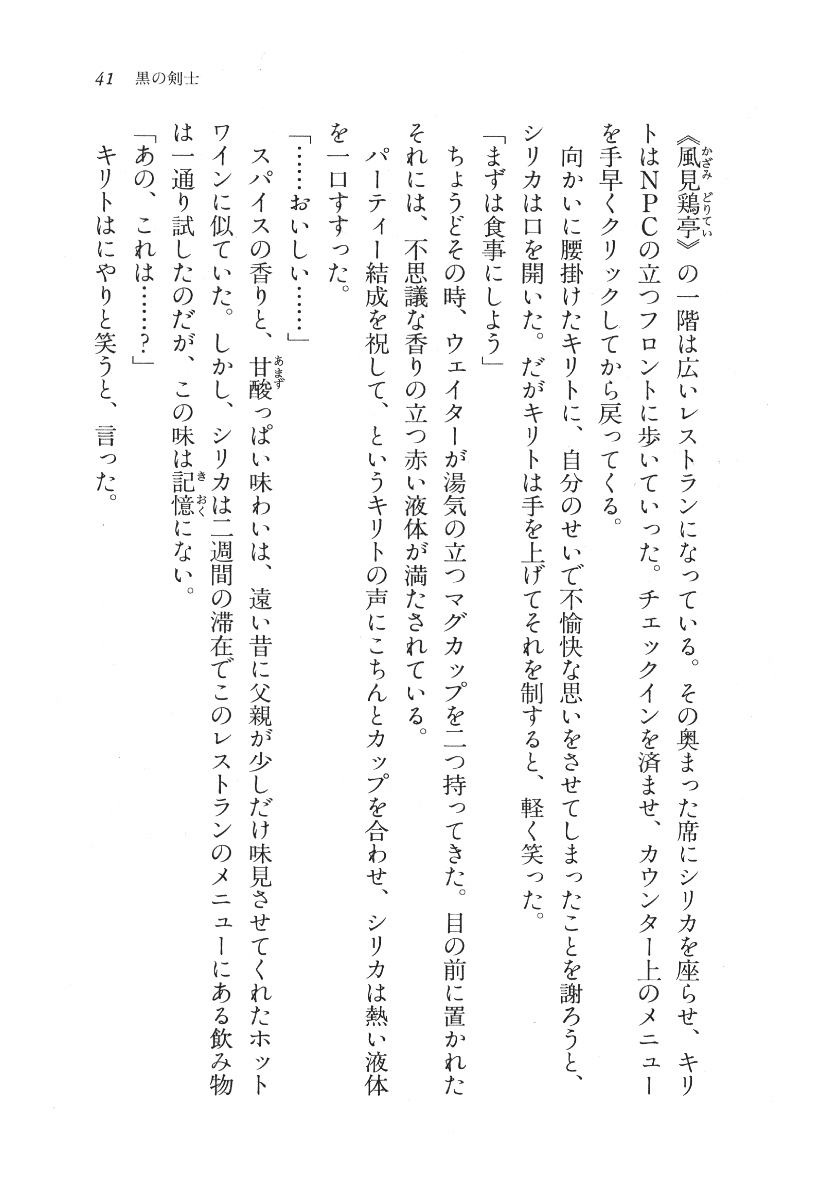 41 黒の剣士
《風見鶏亭》の一階は広いレストランになっている。その奥まった席にシリカを座らせ、キリ
トはNPCの立つフロントに歩いていった。チェックインを済ませ、カウンター上のメニュー
を手早くクリックしてから戻ってくる。
　向かいに腰掛けたキリトに、自分のせいで不愉快な思いをさせてしまったことを謝ろうと、
シリカは口を開いた。だがキリトは手を上げてそれを制すると、軽く笑った。
「まずは食事にしよう」
　ちょうどその時、ウェイターが湯気の立つマグカップを二つ持ってきた。目の前に置かれた
それには、不思議な香りの立つ赤い液体が満たされている。
　パーティー結成を祝して、というキリトの声にこちんとカップを合わせ、シリカは熱い液体
を一口すすった。
「……おいしい……」
　スパイスの香りと、甘酸っぱい味わいは、遠い昔に父親が少しだけ味見させてくれたホット
ワインに似ていた。しかし、シリカは二週間の滞在でこのレストランのメニューにある飲み物
は一通り試したのだが、この味は記憶にない。
「あの、これは……？」
　キリトはにやりと笑うと、言った。